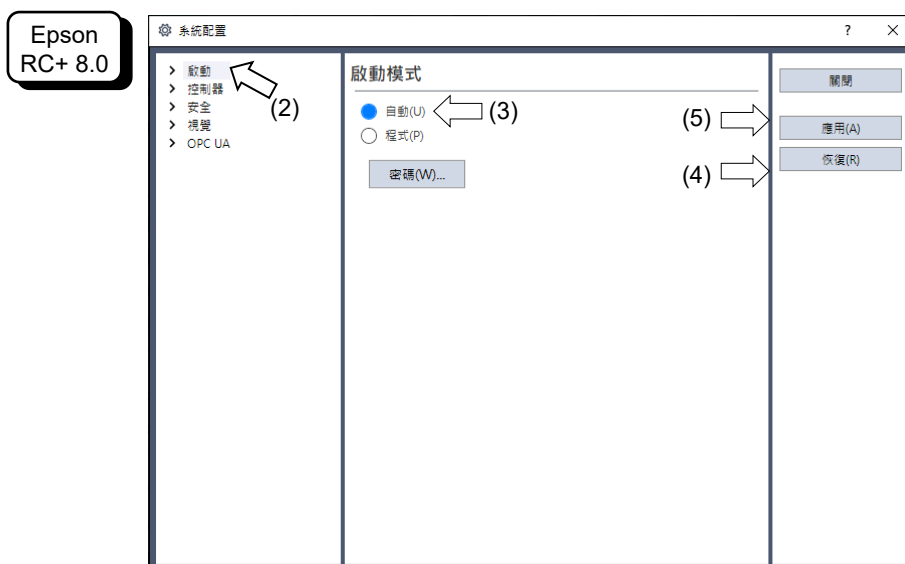 Epson
RC+ 8.0
系統配置
?
啟動
控制器
安全
視覺
OPC UA
(2)
啟動模式
自動(U)
(3)
程式(P)
密碼(W)...
關閉
(5)
應用(A)
恢復(R)
(4)